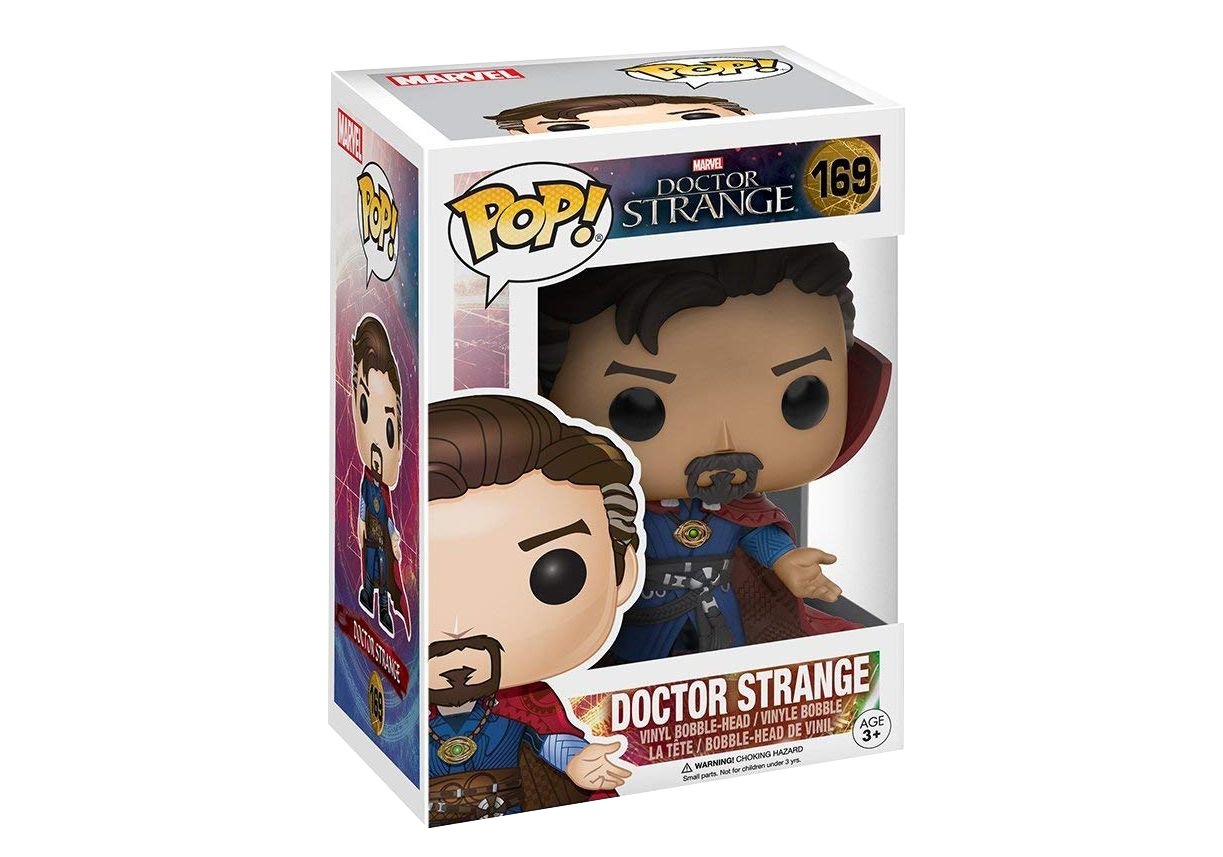 MARVEL
POP!
MARVEL
POP!
DOCTOR STRANGE
169
POP!®
MARVEL
DOCTOR
STRANGE
169
DOCTOR STRANGE
VINYL BOBBLE-HEAD / VINYLE BOBBLE
LA TÊTE / BOBBLE-HEAD DE VINIL
AGE
3+
⚠ WARNING! CHOKING HAZARD
Small parts. Not for children under 3 yrs.